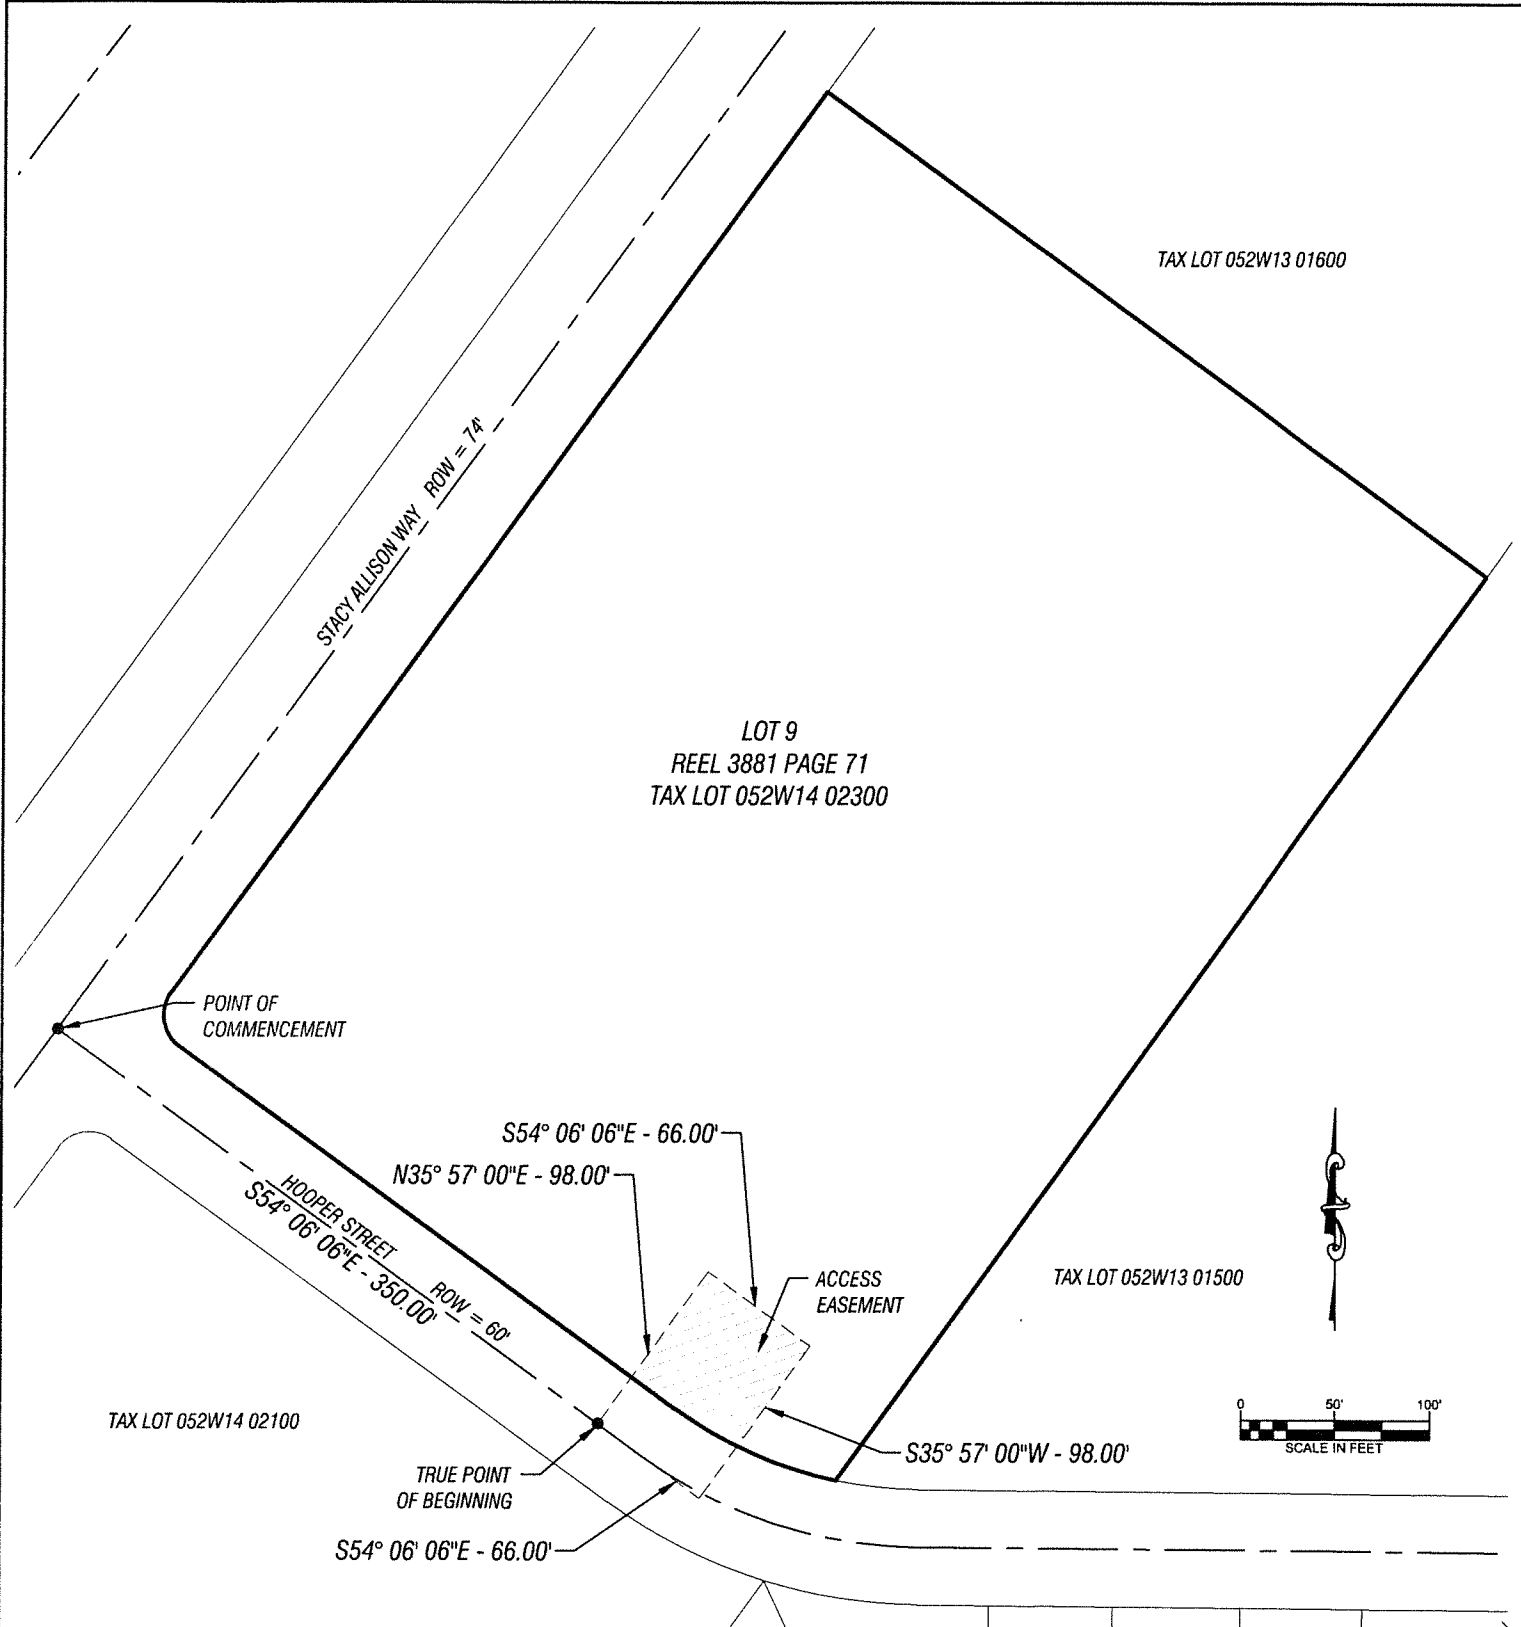 TAX LOT 052W13 01600
STACY ALLISON WAY ROW = 74'
LOT 9
REEL 3881 PAGE 71
TAX LOT 052W14 02300
POINT OF
COMMENCEMENT
S54° 06' 06"E - 66.00'
N35° 57' 00"E - 98.00'
HOOPER STREET ROW = 60'
S54° 06' 06"E - 350.00'
ACCESS
EASEMENT
TAX LOT 052W13 01500
TAX LOT 052W14 02100
0 50' 100'
SCALE IN FEET
S35° 57' 00"W - 98.00'
TRUE POINT
OF BEGINNING
S54° 06' 06"E - 66.00'